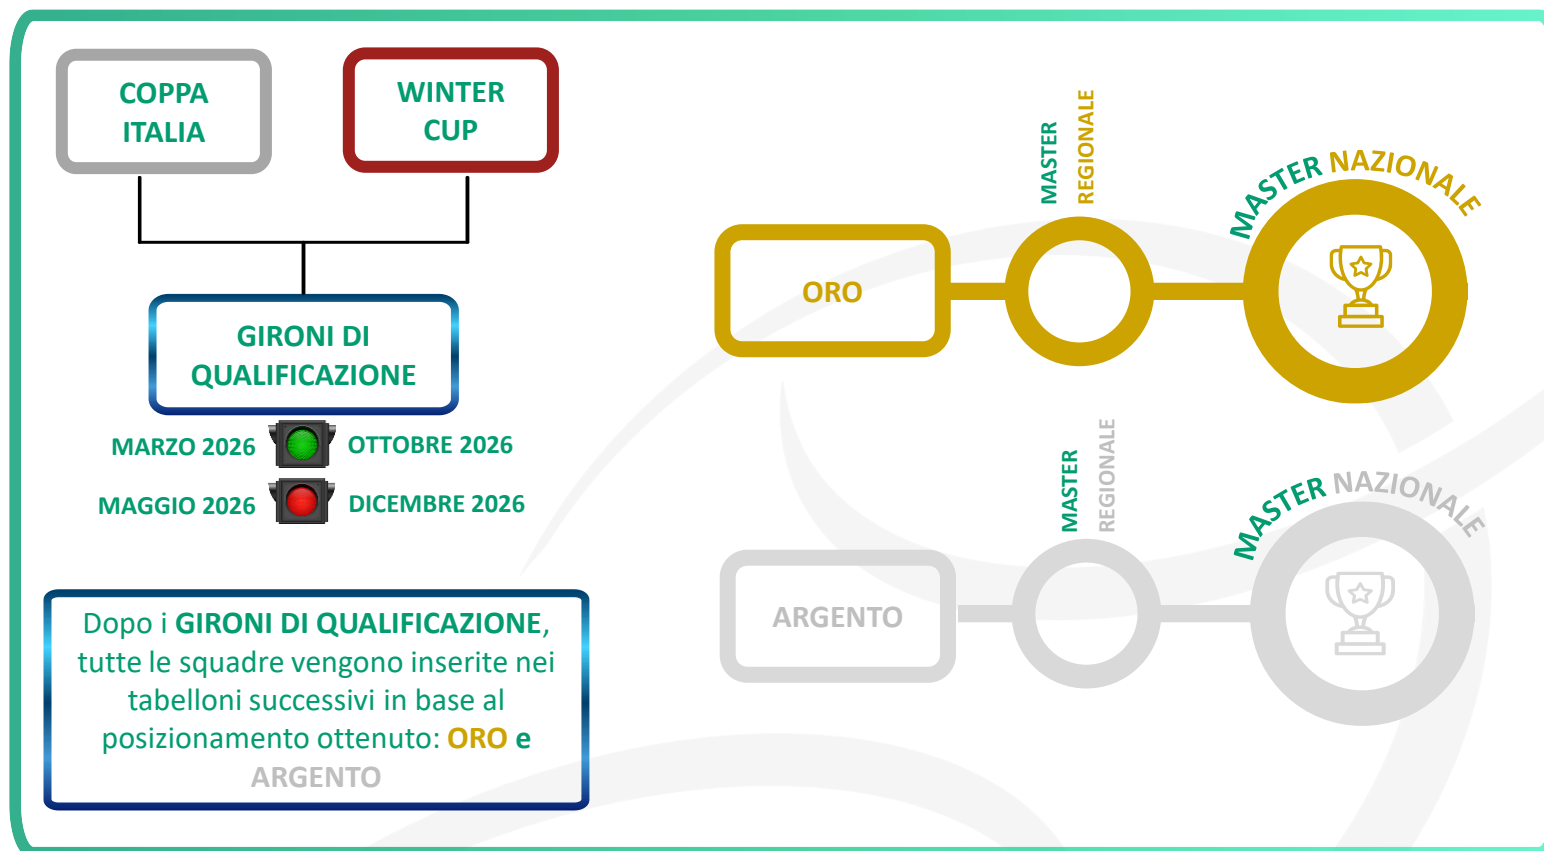 COPPA
ITALIA
WINTER
CUP
GIRONI DI
QUALIFICAZIONE
MARZO 2026
OTTOBRE 2026
MAGGIO 2026
DICEMBRE 2026
Dopo i GIRONI DI QUALIFICAZIONE,
tutte le squadre vengono inserite nei
tabelloni successivi in base al
posizionamento ottenuto: ORO e
ARGENTO
ORO
MASTER
REGIONALE
MASTER NAZIONALE
ARGENTO
MASTER
REGIONALE
MASTER NAZIONALE